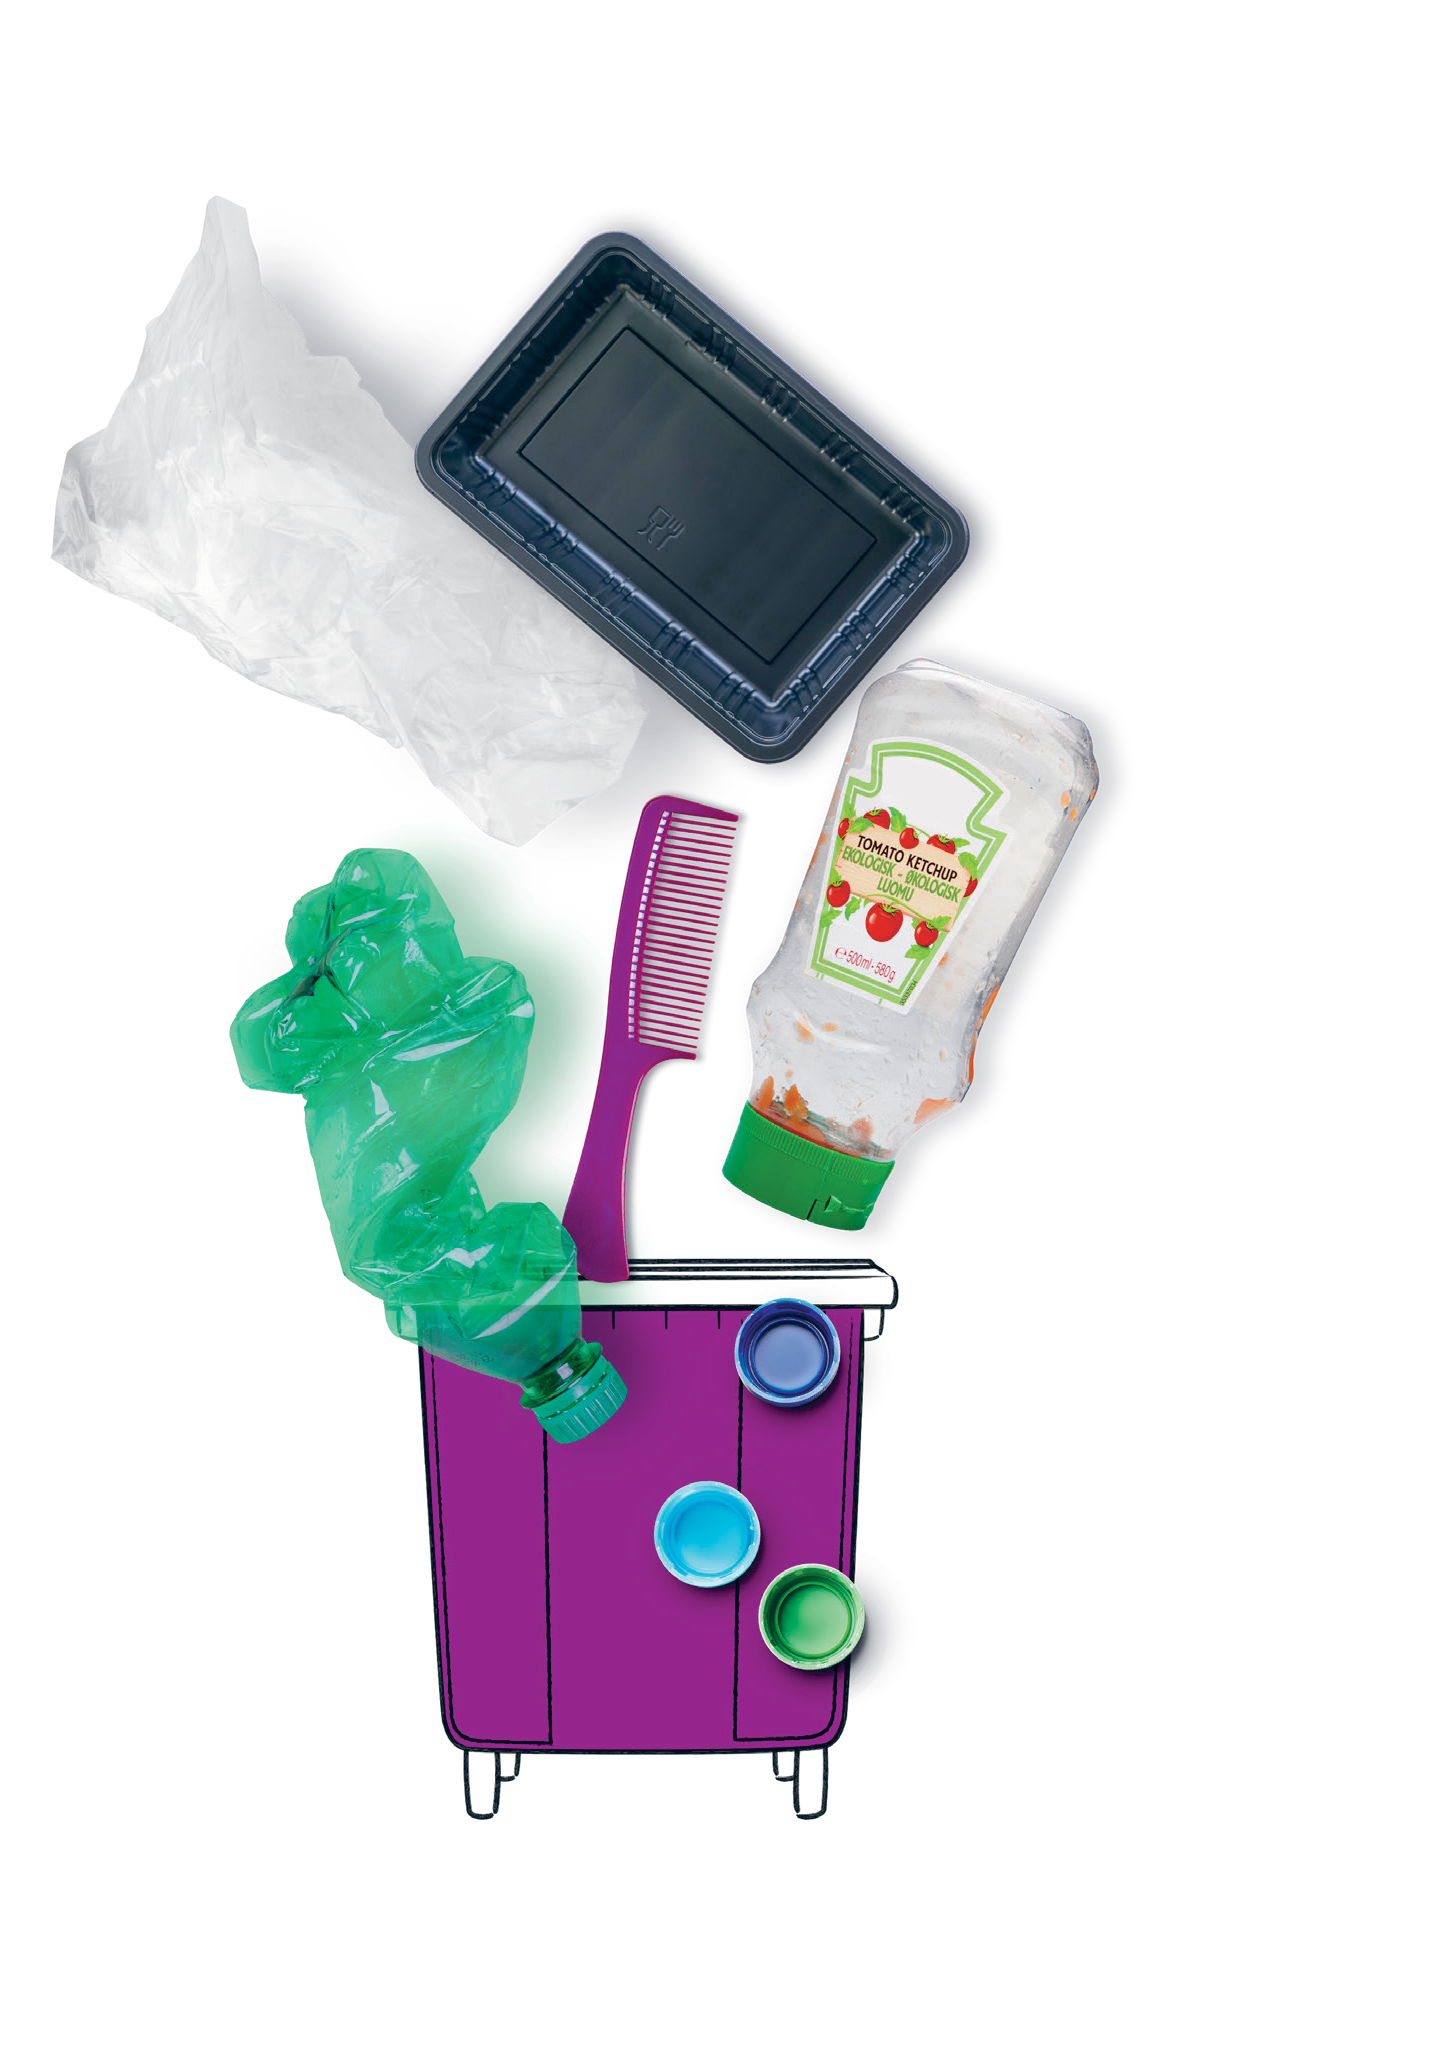 TOMATO KETCHUP
EKOLOGISK - ØKOLOGISK
LUOMU
℮ 500ml - 580g